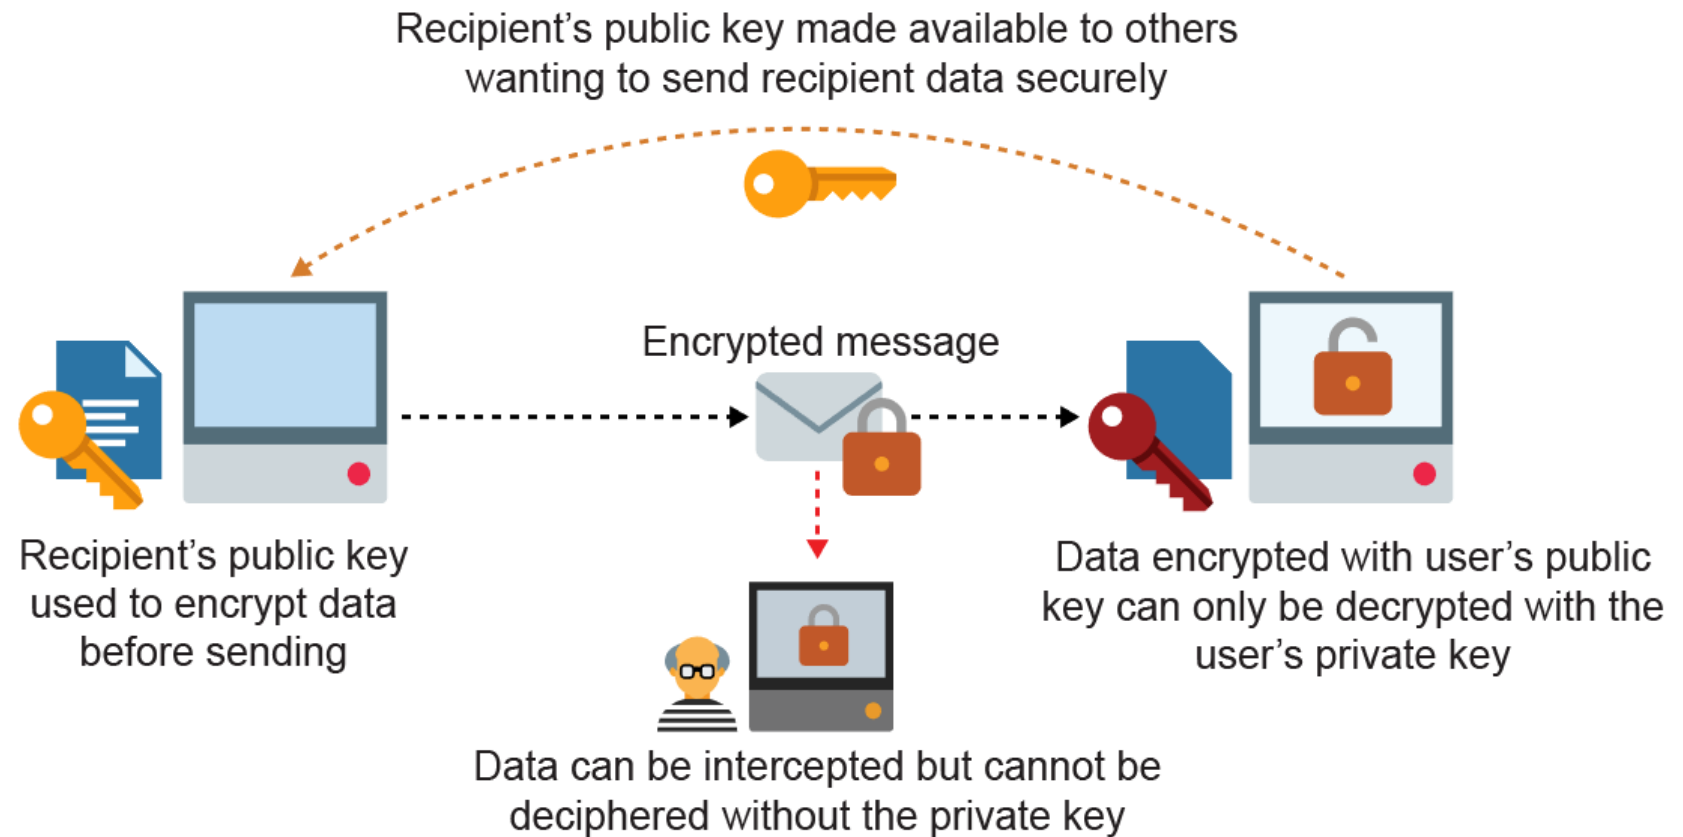 Recipient’s public key made available to others
wanting to send recipient data securely
Encrypted message
Recipient’s public key
used to encrypt data
before sending
Data encrypted with user’s public
key can only be decrypted with the
user’s private key
Data can be intercepted but cannot be
deciphered without the private key